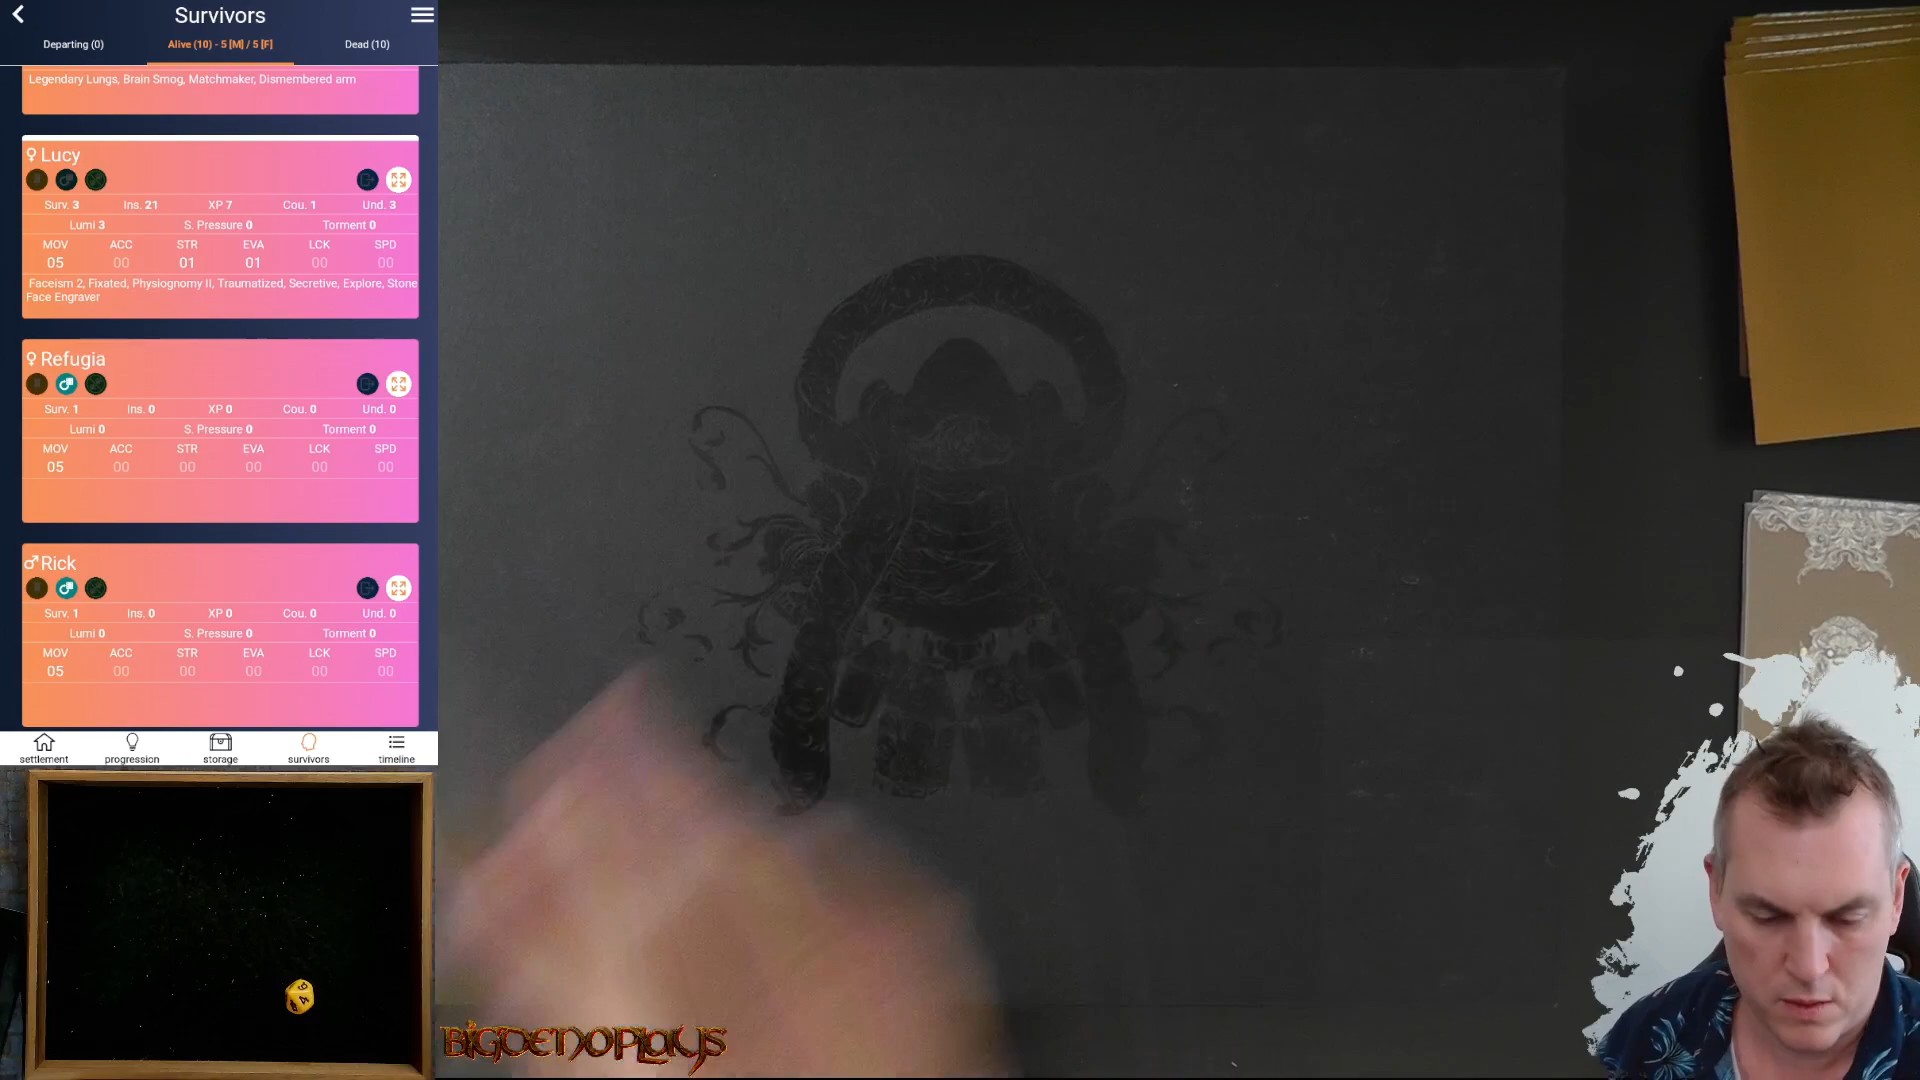 Survivors
Departing (0)
Alive (10) - 5 [M] / 5 [F]
Dead (10)
Legendary Lungs, Brain Smog, Matchmaker, Dismembered arm
♀ Lucy
Surv. 3 Ins. 21 XP 7 Cou. 1 Und. 3
Lumi 3 S. Pressure 0 Torment 0
MOV ACC STR EVA LCK SPD
05 00 01 01 00 00
Faceism 2, Fixated, Physiognomy II, Traumatized, Secretive, Explore, Stone
Face Engraver
♀ Refugia
Surv. 1 Ins. 0 XP 0 Cou. 0 Und. 0
Lumi 0 S. Pressure 0 Torment 0
MOV ACC STR EVA LCK SPD
05 00 00 00 00 00
♂ Rick
Surv. 1 Ins. 0 XP 0 Cou. 0 Und. 0
Lumi 0 S. Pressure 0 Torment 0
MOV ACC STR EVA LCK SPD
05 00 00 00 00 00
settlement progression storage survivors timeline
BIGDENOPLAYS